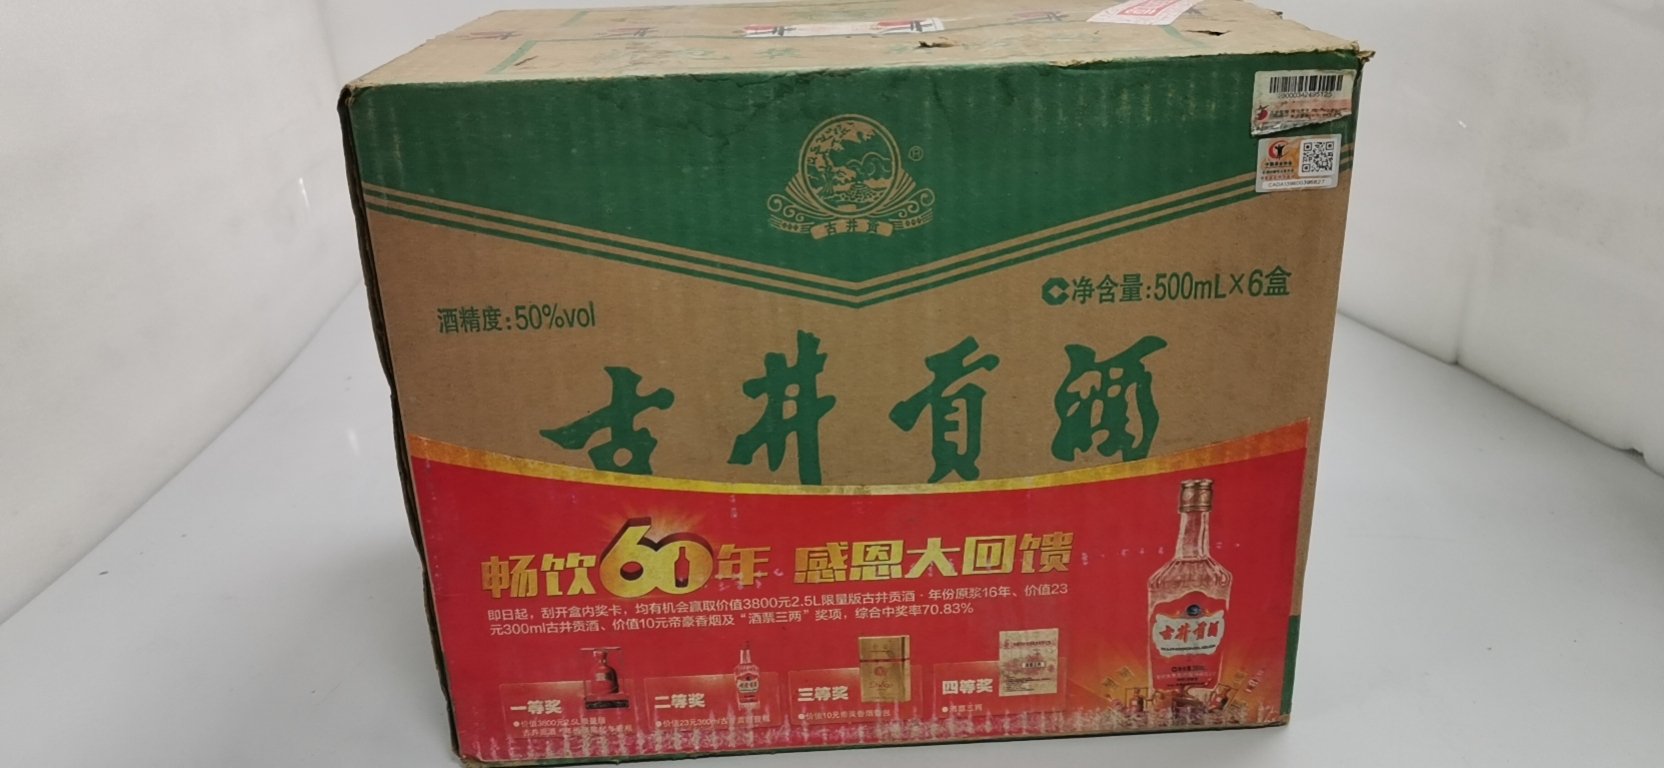 古井贡
酒精度:50%vol
净含量:500mL×6盒
古井贡酒
畅饮60年 感恩大回馈
即日起，刮开盒内奖卡，均有机会赢取价值3800元2.5L限量版古井贡酒·年份原浆16年、价值23
元300ml古井贡酒、价值10元帝豪香烟及“酒票三两”奖项，综合中奖率70.83%
一等奖
二等奖
三等奖
四等奖
古井贡酒